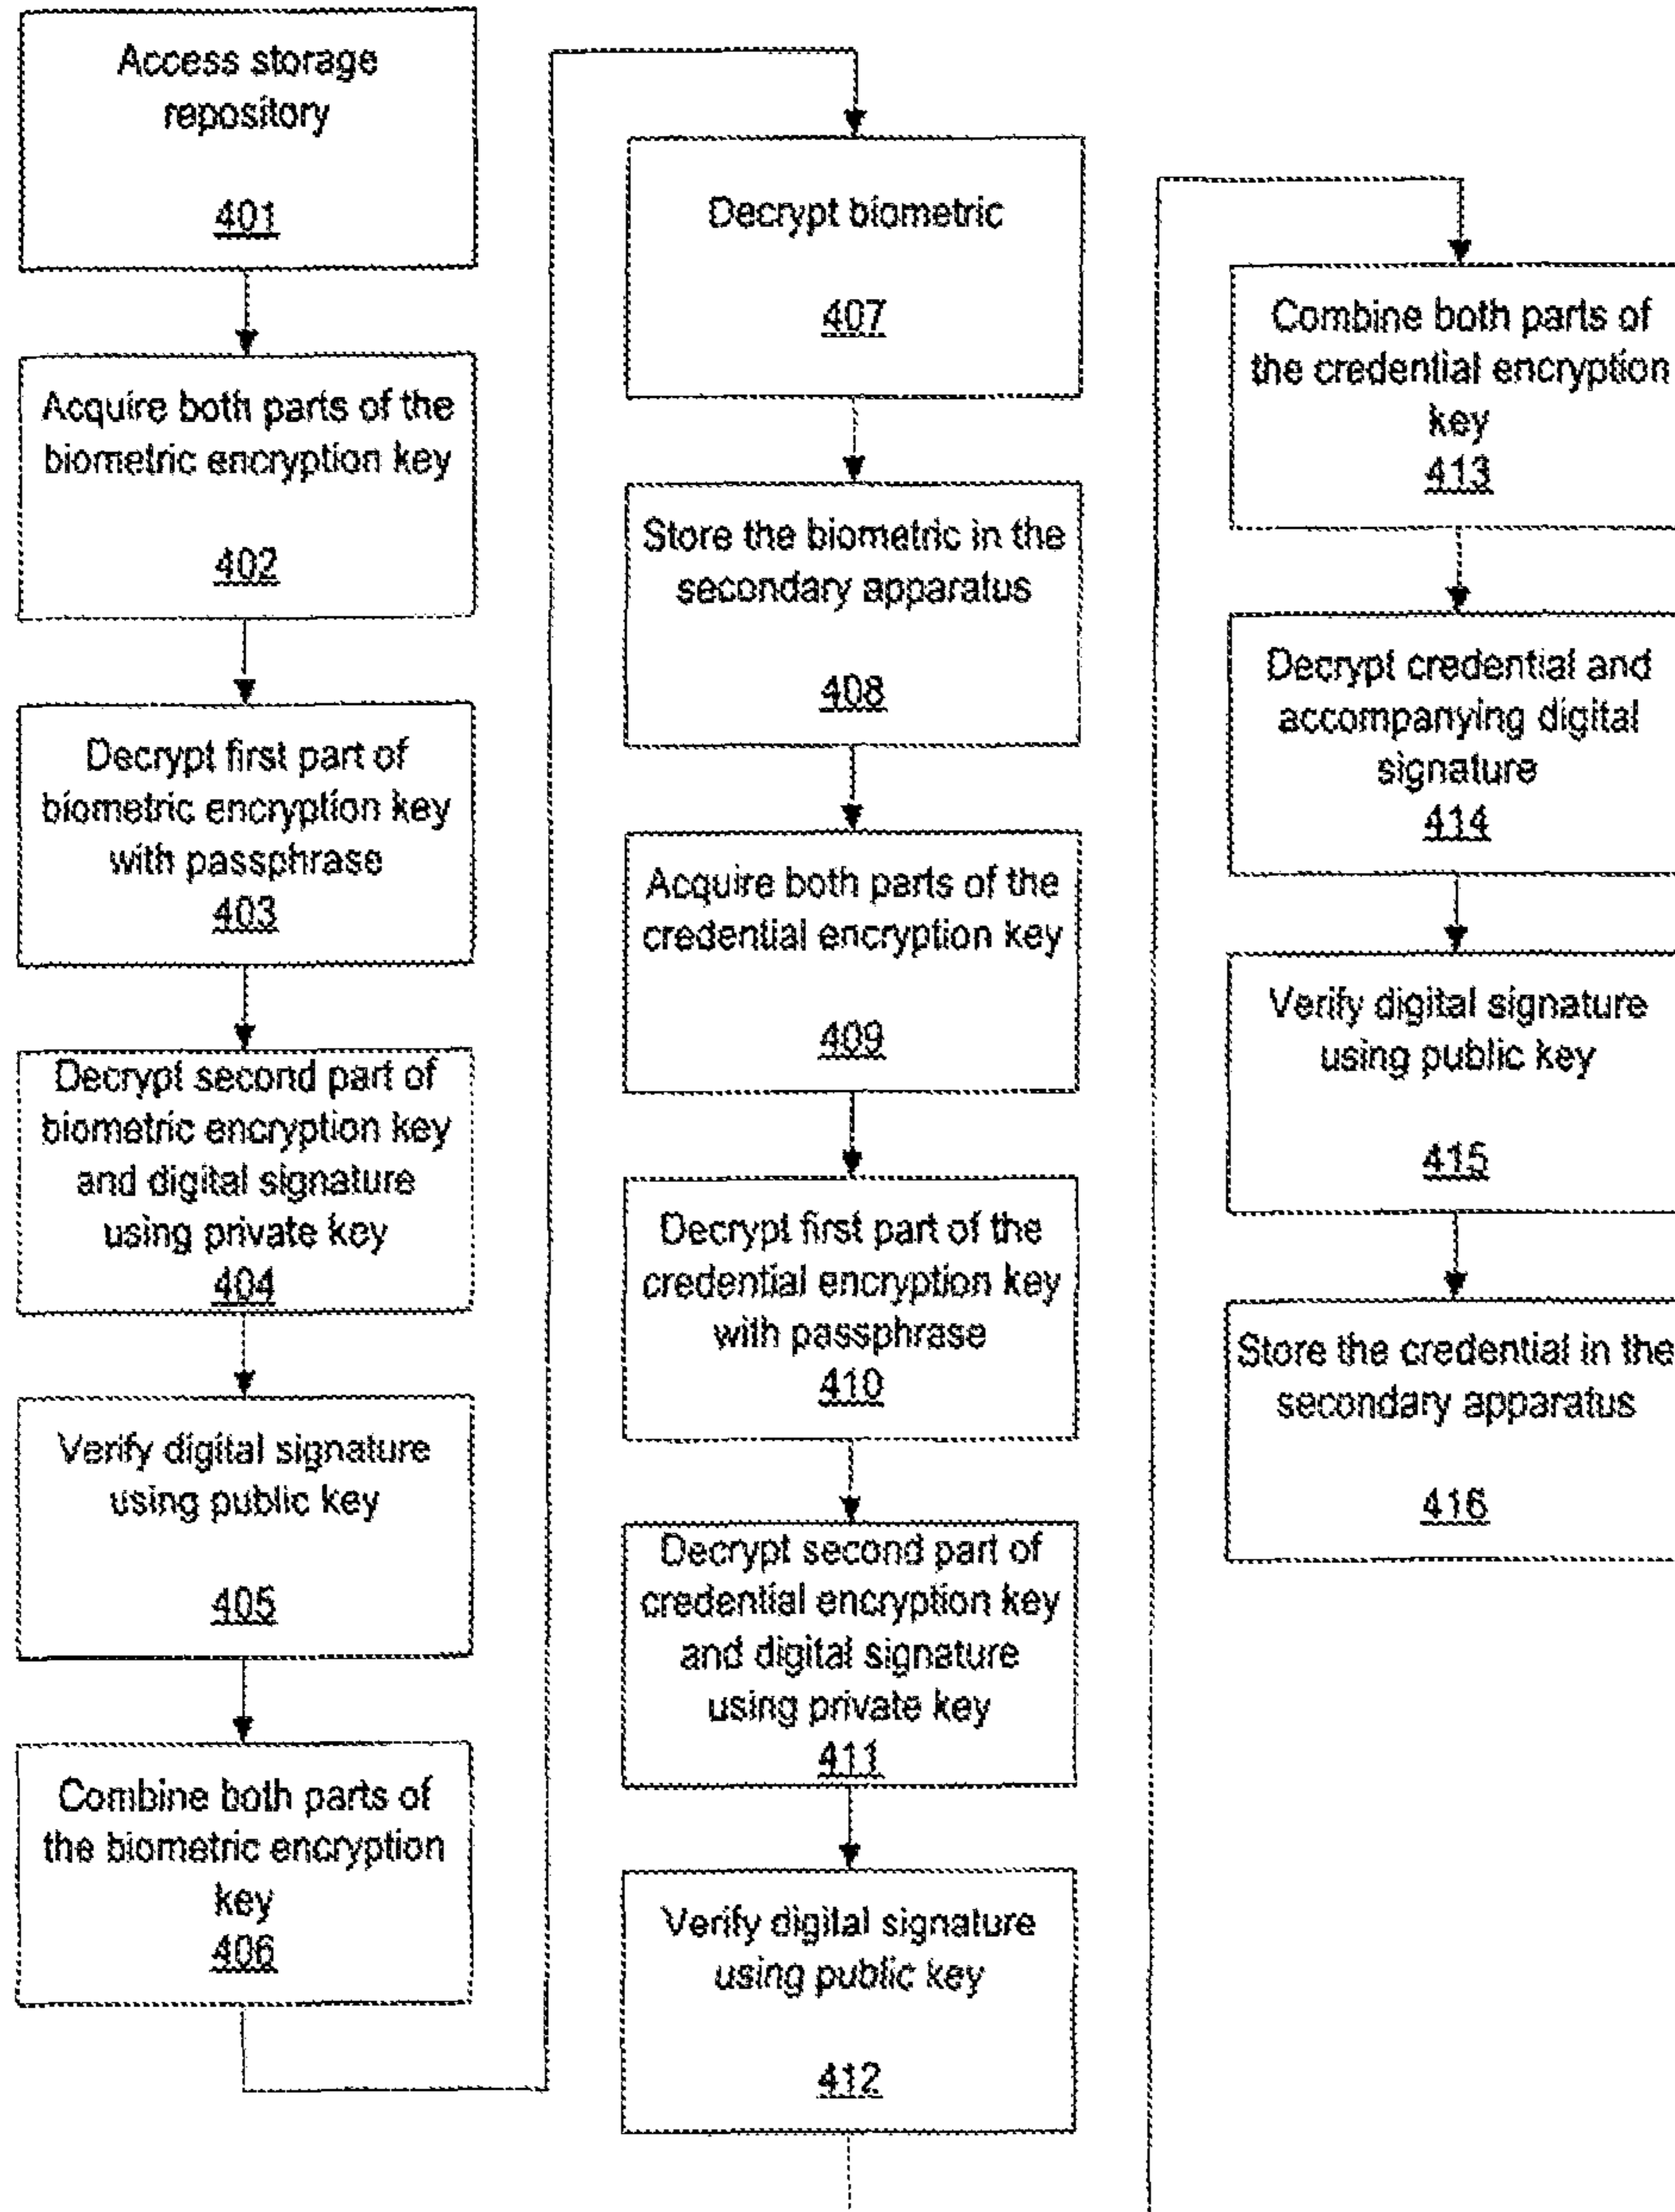 Access storage
repository
401
Acquire both parts of the
biometric encryption key
402
Decrypt first part of
biometric encryption key
with passphrase
403
Decrypt second part of
biometric encryption key
and digital signature
using private key
404
Verify digital signature
using public key
405
Combine both parts of
the biometric encryption
key
406
Decrypt biometric
407
Store the biometric in the
secondary apparatus
408
Acquire both parts of the
credential encryption key
409
Decrypt first part of the
credential encryption key
with passphrase
410
Decrypt second part of
credential encryption key
and digital signature
using private key
411
Verify digital signature
using public key
412
Combine both parts of
the credential encryption
key
413
Decrypt credential and
accompanying digital
signature
414
Verify digital signature
using public key
415
Store the credential in the
secondary apparatus
416